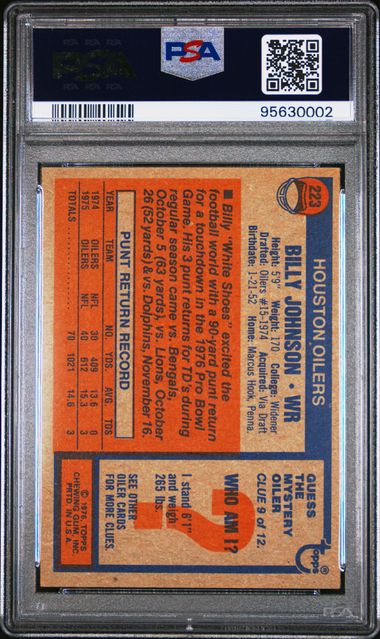 PSA
PSA
95630002
223
HOUSTON OILERS
BILLY JOHNSON • WR
Height: 5'9" Weight: 170 College: Widener
Drafted: Oilers #15-1974 Acquired: Via Draft
Born: 1-21-52 Home: Marcus Hook, Penna.
■ Billy "White Shoes" excited the
football world with a 90-yard punt return
for a touchdown in the 1976 Pro Bowl
Game. His 3 punt returns for TD's during
regular season came vs. Bengals,
October 5 (63 yards), vs. Lions, October
26 (52 yards) & vs. Dolphins, November 16.
PUNT RETURN RECORD
YEAR TEAM NO. YDS. AVG. TD
1974 OILERS NFL 30 409 13.6 0
1975 OILERS NFL 40 612 15.3 3
TOTALS 70 1021 14.6 3
Topps ®
GUESS
THE
MYSTERY
OILER
CLUE 9 of 12:
WHO AM I?
?
I stand 6'1"
and weigh
265 lbs.
SEE OTHER
OILER CARDS
FOR MORE CLUES.
© 1976 TOPPS
CHEWING GUM, INC.
PRTD. IN U.S.A.
PSA